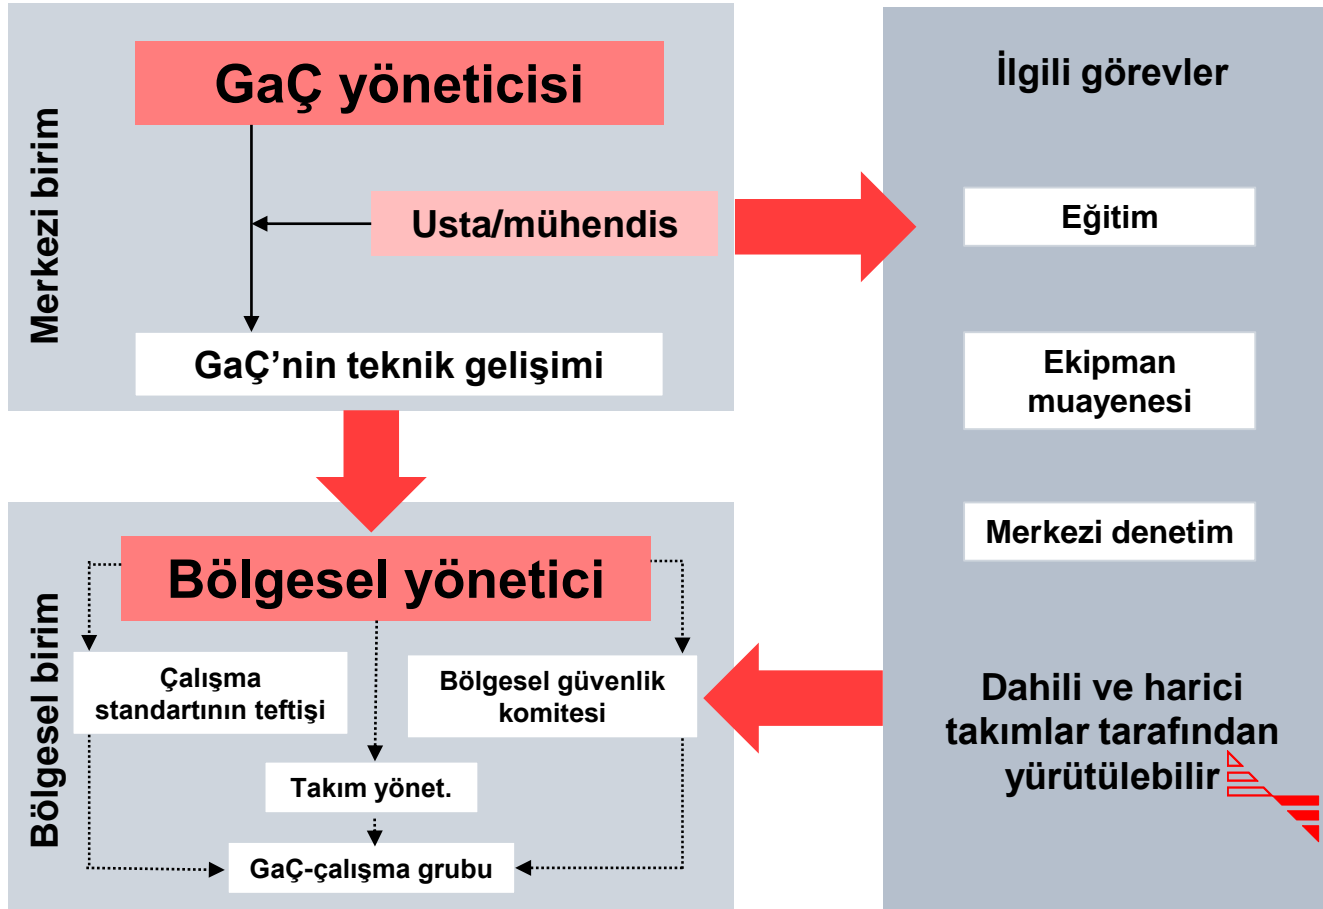 Merkezi birim
GaÇ yöneticisi
Usta/mühendis
GaÇ’nin teknik gelişimi
Bölgesel birim
Bölgesel yönetici
Çalışma
standartının teftişi
Bölgesel güvenlik
komitesi
Takım yönet.
GaÇ-çalışma grubu
İlgili görevler
Eğitim
Ekipman
muayenesi
Merkezi denetim
Dahili ve harici
takımlar tarafından
yürütülebilir